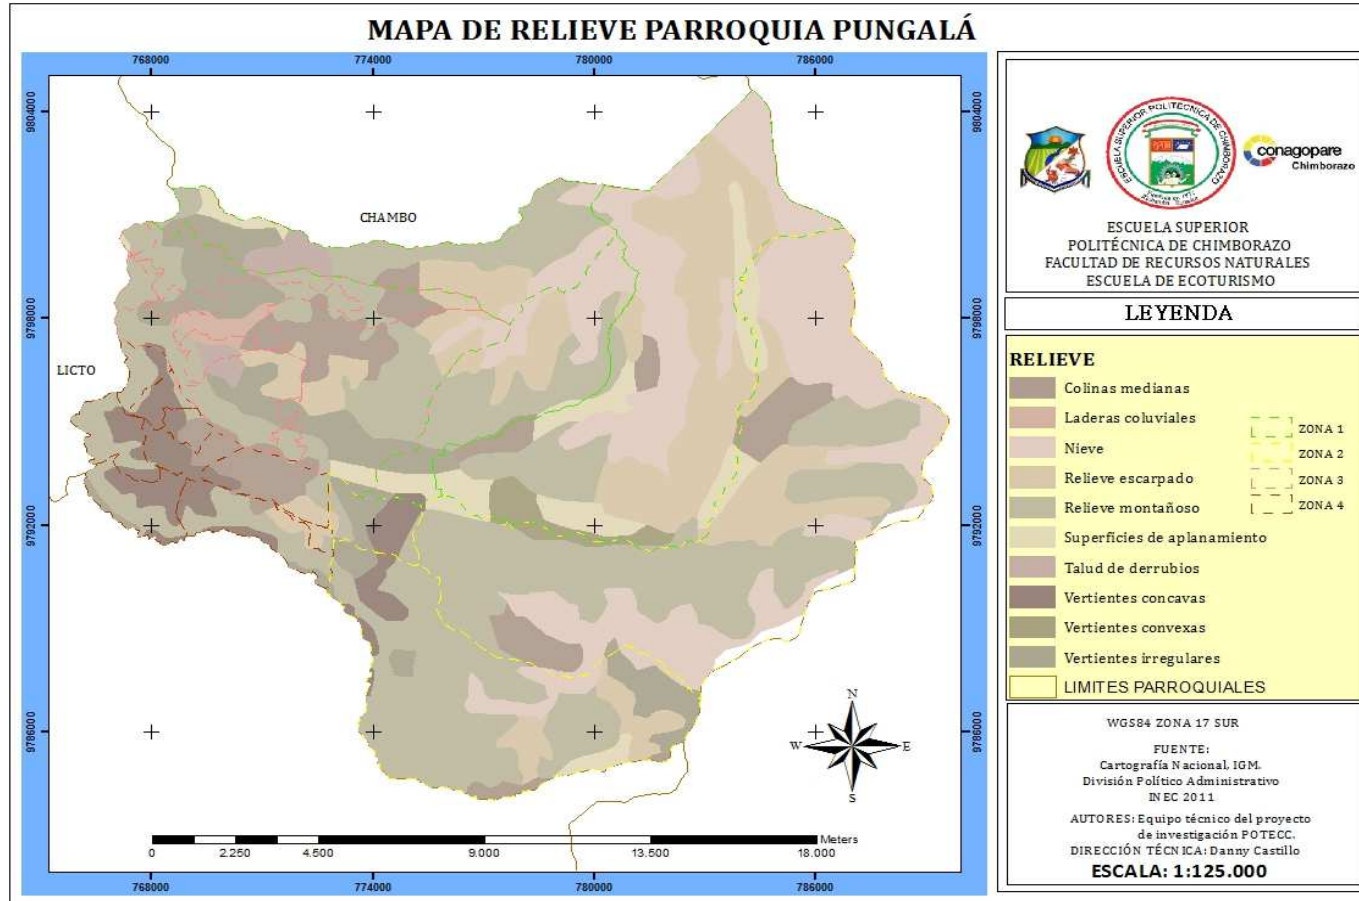 MAPA DE RELIEVE PARROQUIA PUNGALÁ
768000 774000 780000 786000
9804000 9804000
CHAMBO
9798000 9798000
LICTO
9792000 9792000
9786000 9786000
N
W E
S
Meters
0 2.250 4.500 9.000 13.500 18.000
768000 774000 780000 786000
ESCUELA SUPERIOR POLITECNICA DE CHIMBORAZO
conagopare
Chimborazo
ESCUELA SUPERIOR
POLITÉCNICA DE CHIMBORAZO
FACULTAD DE RECURSOS NATURALES
ESCUELA DE ECOTURISMO
LEYENDA
RELIEVE
Colinas medianas
Laderas coluviales
Nieve
Relieve escarpado
Relieve montañoso
Superficies de aplanamiento
Talud de derrubios
Vertientes concavas
Vertientes convexas
Vertientes irregulares
LIMITES PARROQUIALES
ZONA 1
ZONA 2
ZONA 3
ZONA 4
WGS84 ZONA 17 SUR
FUENTE:
Cartografía Nacional, IGM.
División Político Administrativo
INEC 2011
AUTORES: Equipo técnico del proyecto
de investigación POTECC.
DIRECCIÓN TÉCNICA: Danny Castillo
ESCALA: 1:125.000